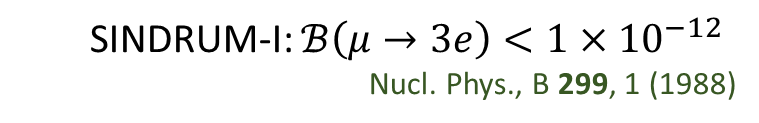 SINDRUM-I: ℬ(μ → 3e) < 1 × 10⁻¹²
Nucl. Phys., B 299, 1 (1988)